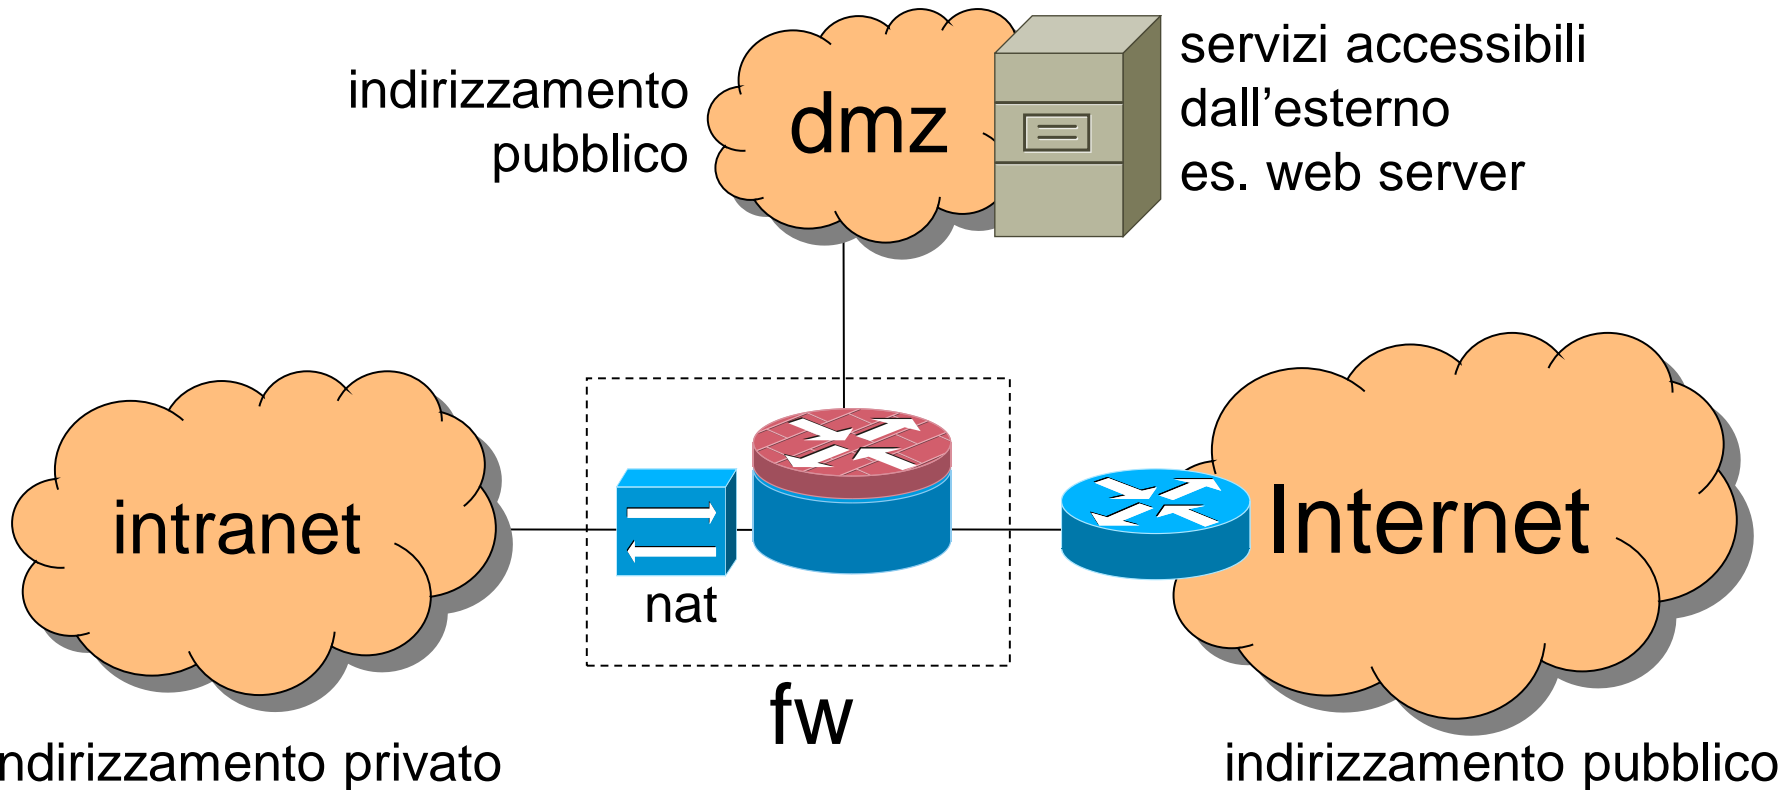 indirizzamento
pubblico
dmz
servizi accessibili
dall’esterno
es. web server
intranet
nat
Internet
fw
ndirizzamento privato
indirizzamento pubblico